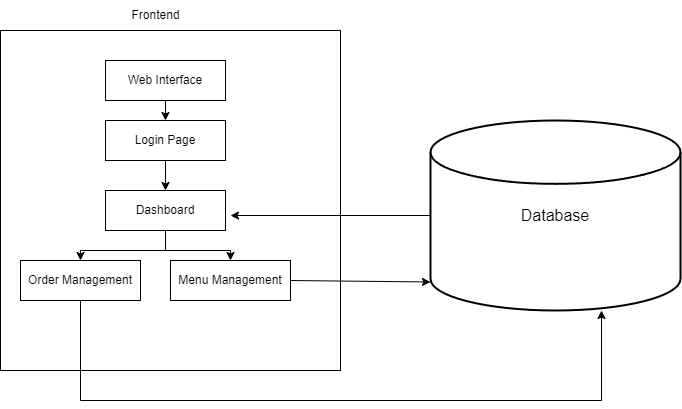 Frontend
Web Interface
Login Page
Dashboard
Database
Order Management
Menu Management